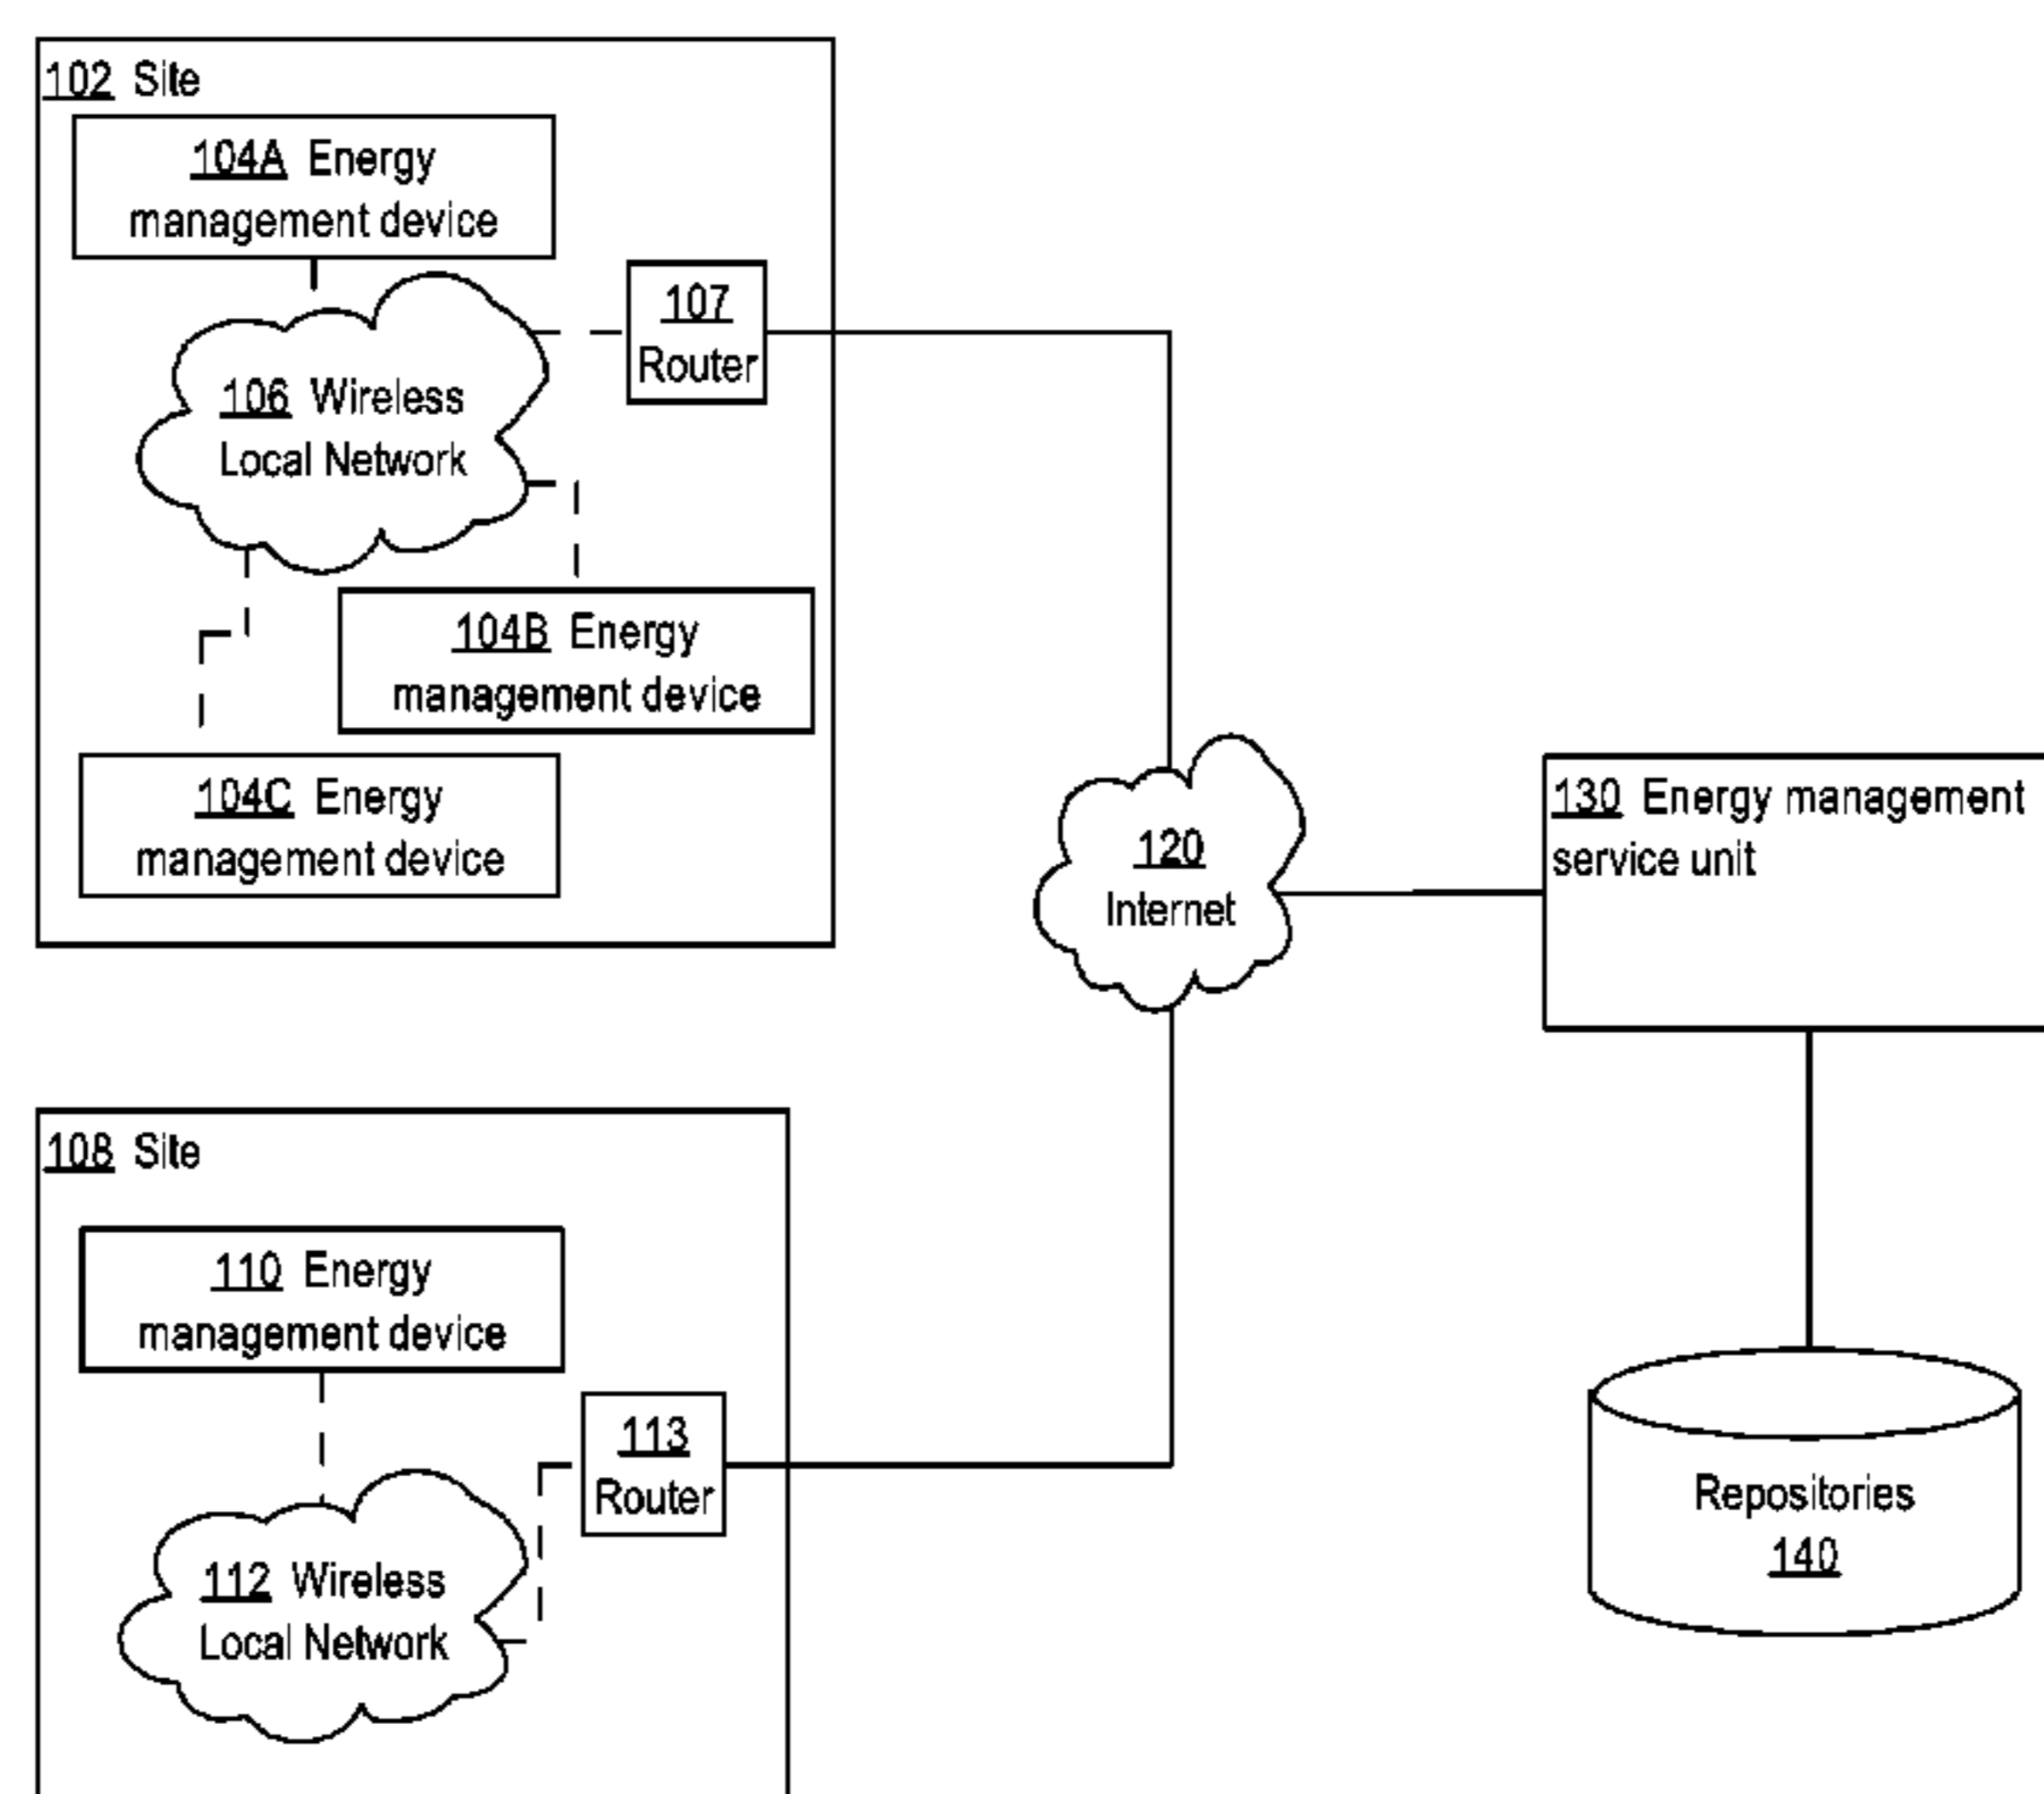 102 Site
104A Energy
management device
107
Router
106 Wireless
Local Network
104B Energy
management device
104C Energy
management device
120
Internet
130 Energy management
service unit
108 Site
110 Energy
management device
113
Router
112 Wireless
Local Network
Repositories
140